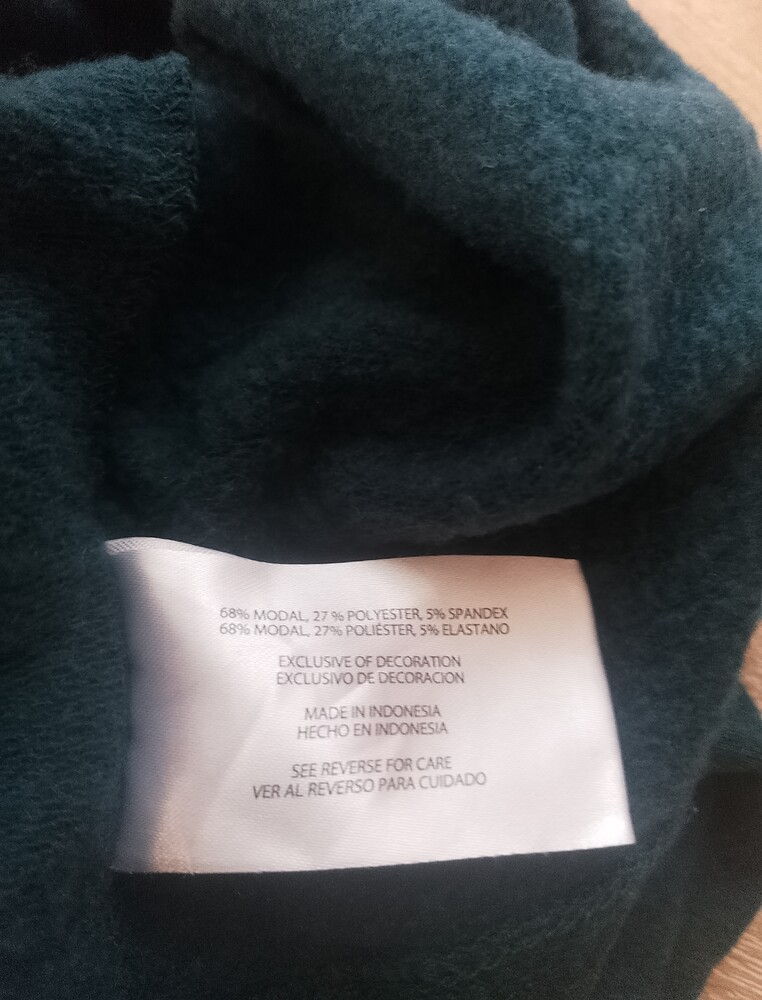 68% MODAL, 27 % POLYESTER, 5% SPANDEX
68% MODAL, 27% POLIÉSTER, 5% ELASTANO
EXCLUSIVE OF DECORATION
EXCLUSIVO DE DECORACION
MADE IN INDONESIA
HECHO EN INDONESIA
SEE REVERSE FOR CARE
VER AL REVERSO PARA CUIDADO